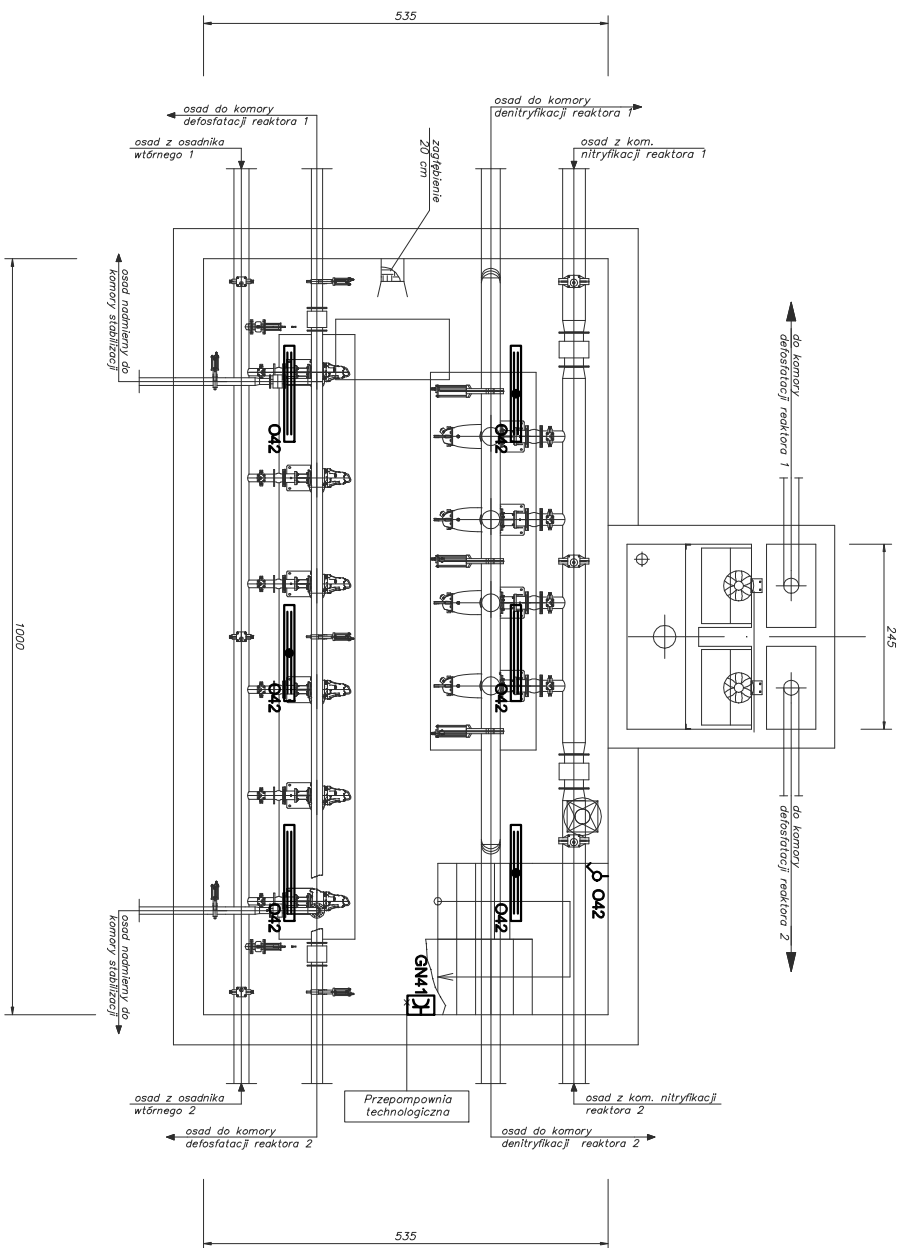 535
osad do komory
defosfatacji reaktora 1
osad do komory
denitryfikacji reaktora 1
osad z osadnika
wtórnego 1
osad z kom.
nitryfikacji reaktora 1
zagłębienie
20 cm
osad nadmierny do
komory stabilizacji
do komory
defosfatacji reaktora 1
O42
O42
1000
245
O42
O42
do komory
defosfatacji reaktora 2
O42
O42
O42
osad nadmierny do
komory stabilizacji
GN41
osad z osadnika
wtórnego 2
Przepompownia
technologiczna
osad z kom. nitryfikacji
reaktora 2
osad do komory
defosfatacji reaktora 2
osad do komory
denitryfikacji reaktora 2
535